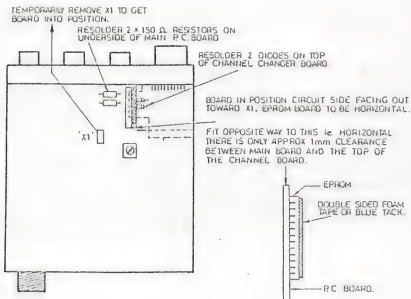 TEMPORARILY REMOVE X1 TO GET
BOARD INTO POSITION.
RESOLDER 2 x 150 Ω RESISTORS ON
UNDERSIDE OF MAIN P.C. BOARD
RESOLDER 2 DIODES ON TOP
OF CHANNEL CHANGER BOARD
BOARD IN POSITION CIRCUIT SIDE FACING OUT
TOWARD X1. EPROM BOARD TO BE HORIZONTAL.
'X1'
FIT OPPOSITE WAY TO THIS ie. HORIZONTAL
THERE IS ONLY APPROX 1mm CLEARANCE
BETWEEN MAIN BOARD AND THE TOP OF
THE CHANNEL BOARD.
EPROM
DOUBLE SIDED FOAM
TAPE OR BLUE TACK.
P.C BOARD.